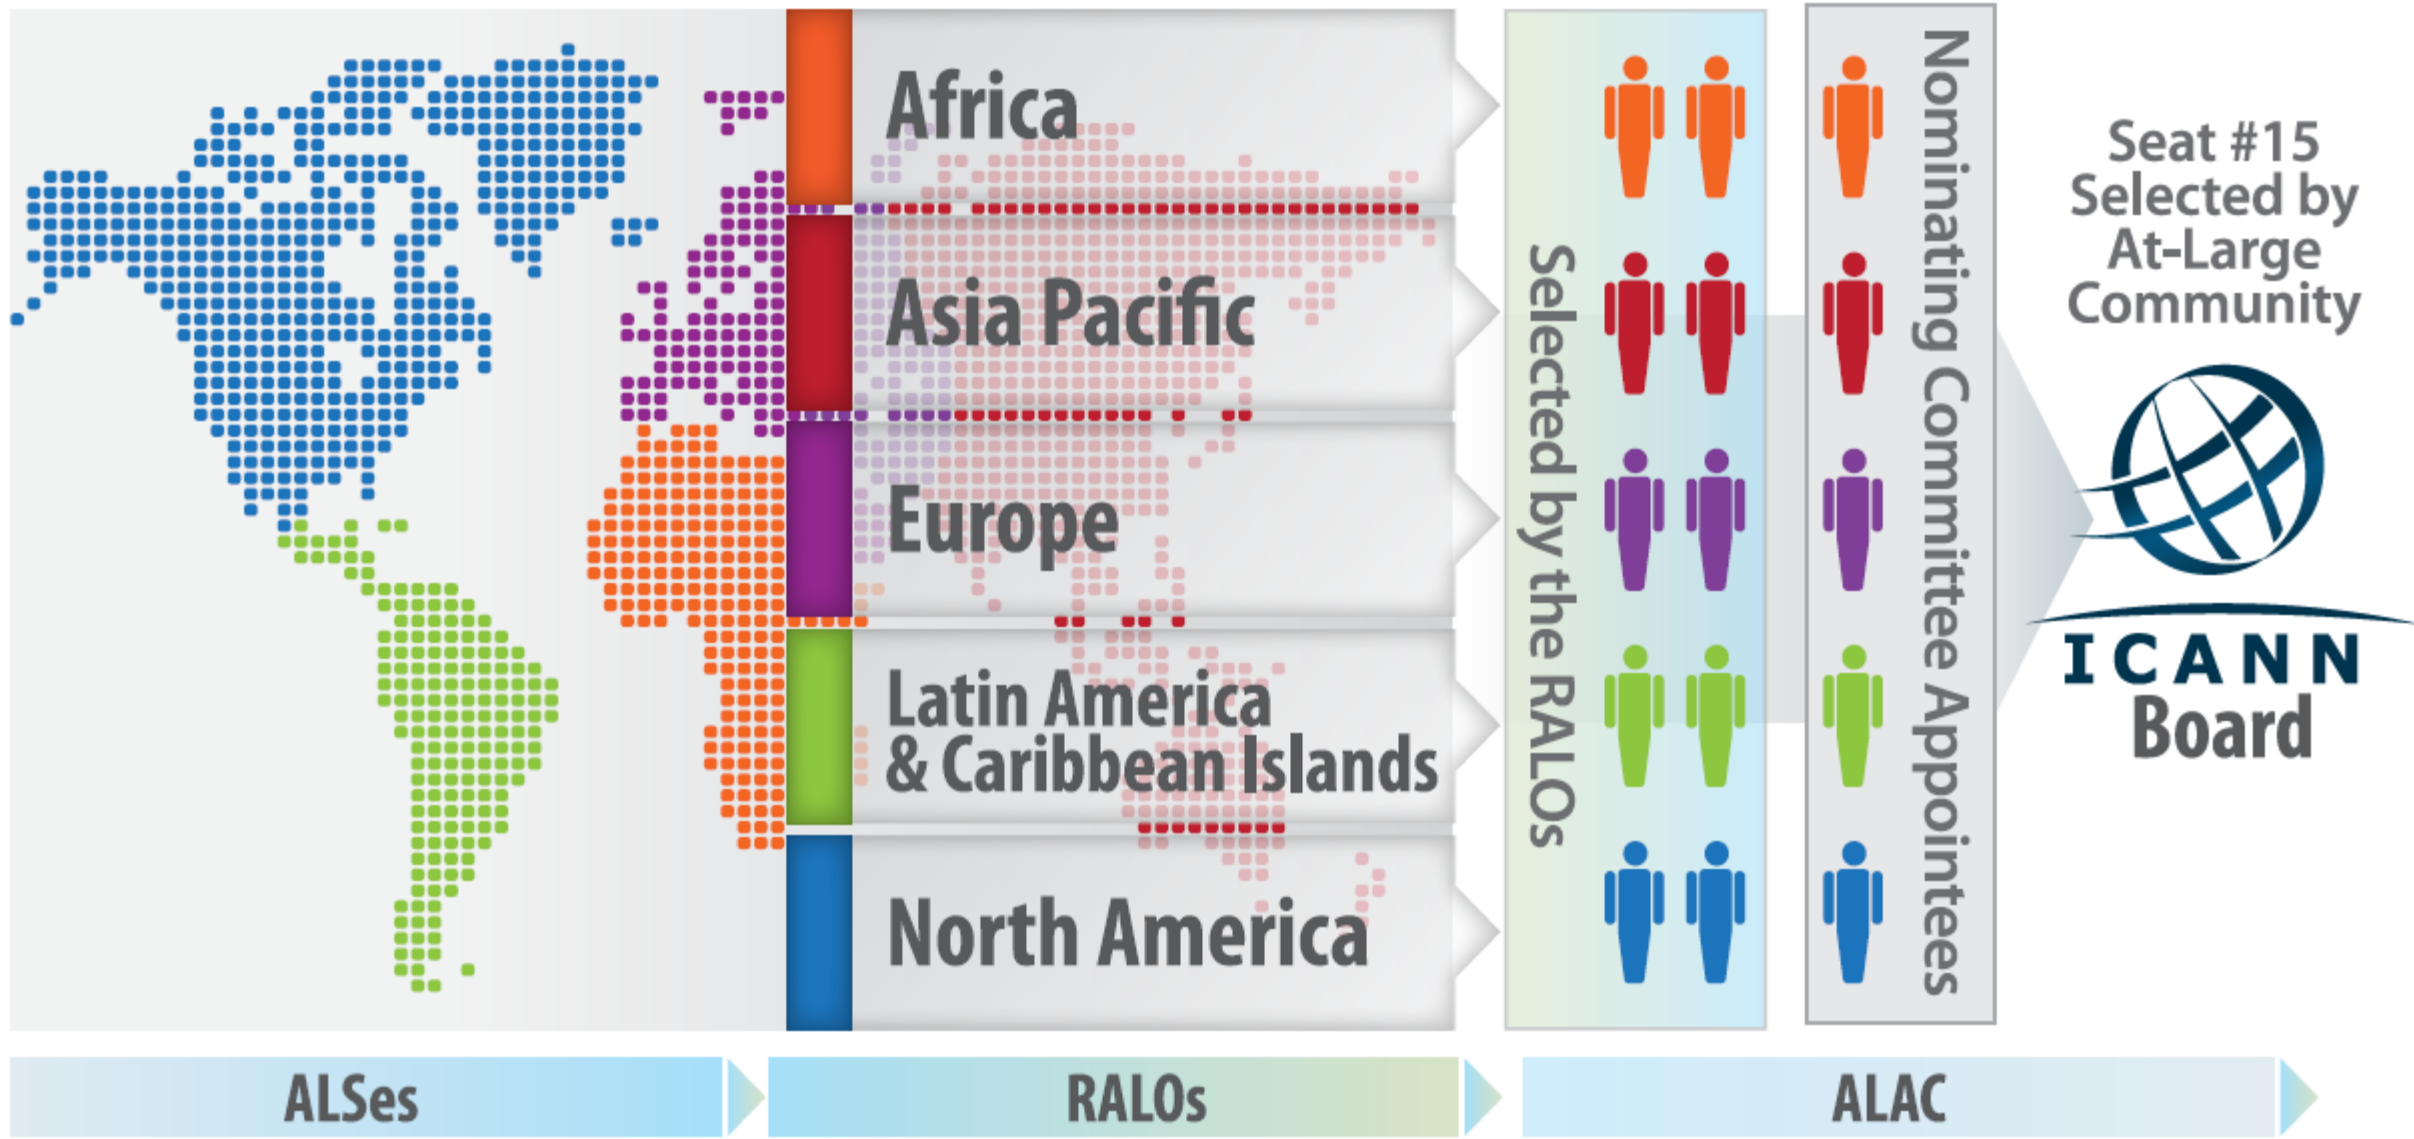 Africa
Asia Pacific
Europe
Latin America
& Caribbean Islands
North America
Selected by the RALOs
Nominating Committee Appointees
Seat #15
Selected by
At-Large
Community
ICANN
Board
ALSes
RALOs
ALAC